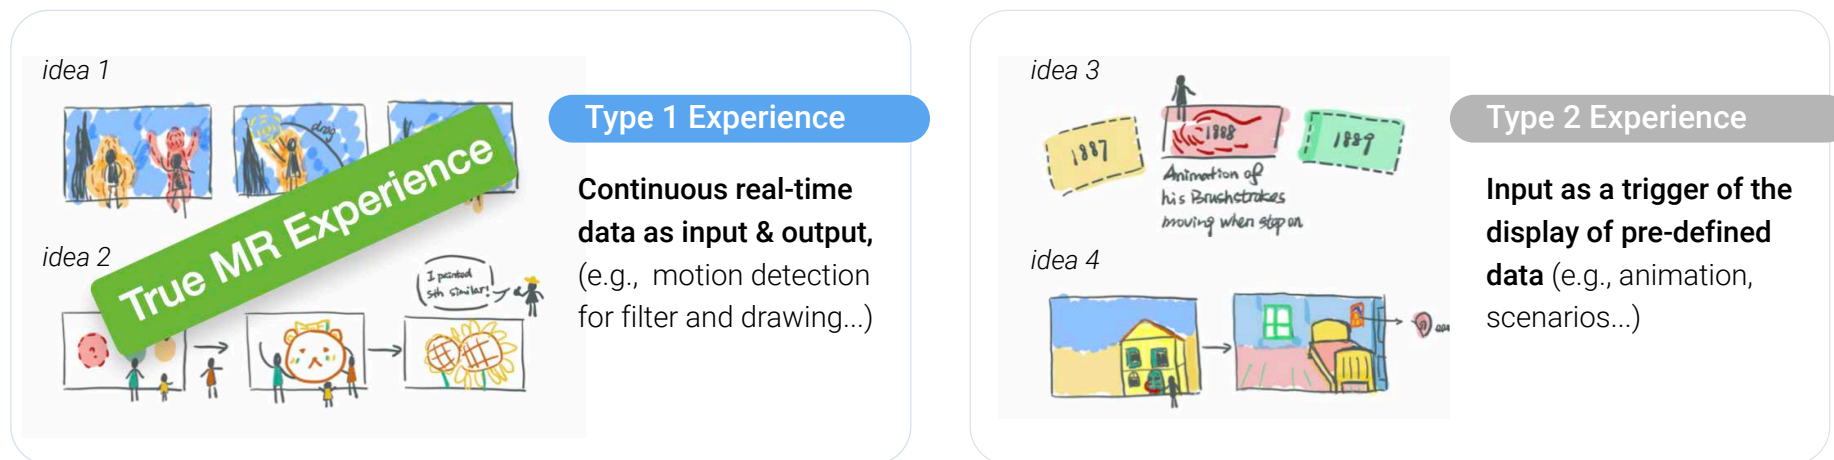 idea 1
drag
True MR Experience
idea 2
I painted
sth similar!
Type 1 Experience
Continuous real-time
data as input & output,
(e.g., motion detection
for filter and drawing...)
idea 3
1887
1888
1889
Animation of
his Brushstrokes
moving when step on
idea 4
Type 2 Experience
Input as a trigger of the
display of pre-defined
data (e.g., animation,
scenarios...)